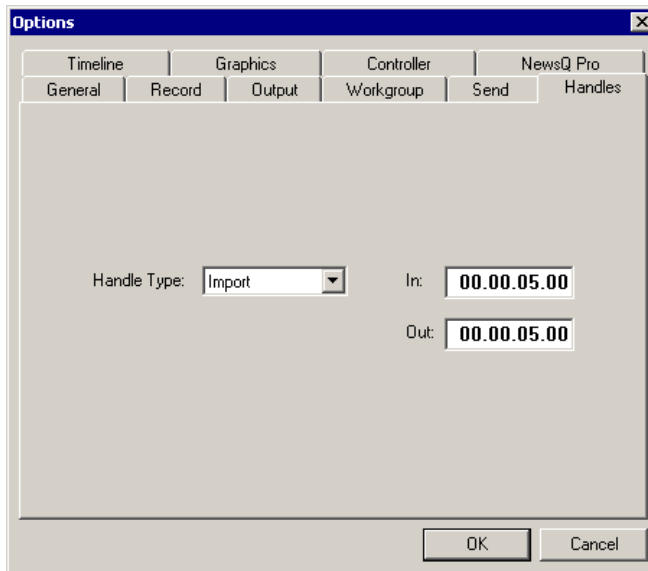 Options
Timeline Graphics Controller NewsQ Pro
General Record Output Workgroup Send Handles
Handle Type: Import In: 00.00.05.00
Out: 00.00.05.00
OK Cancel